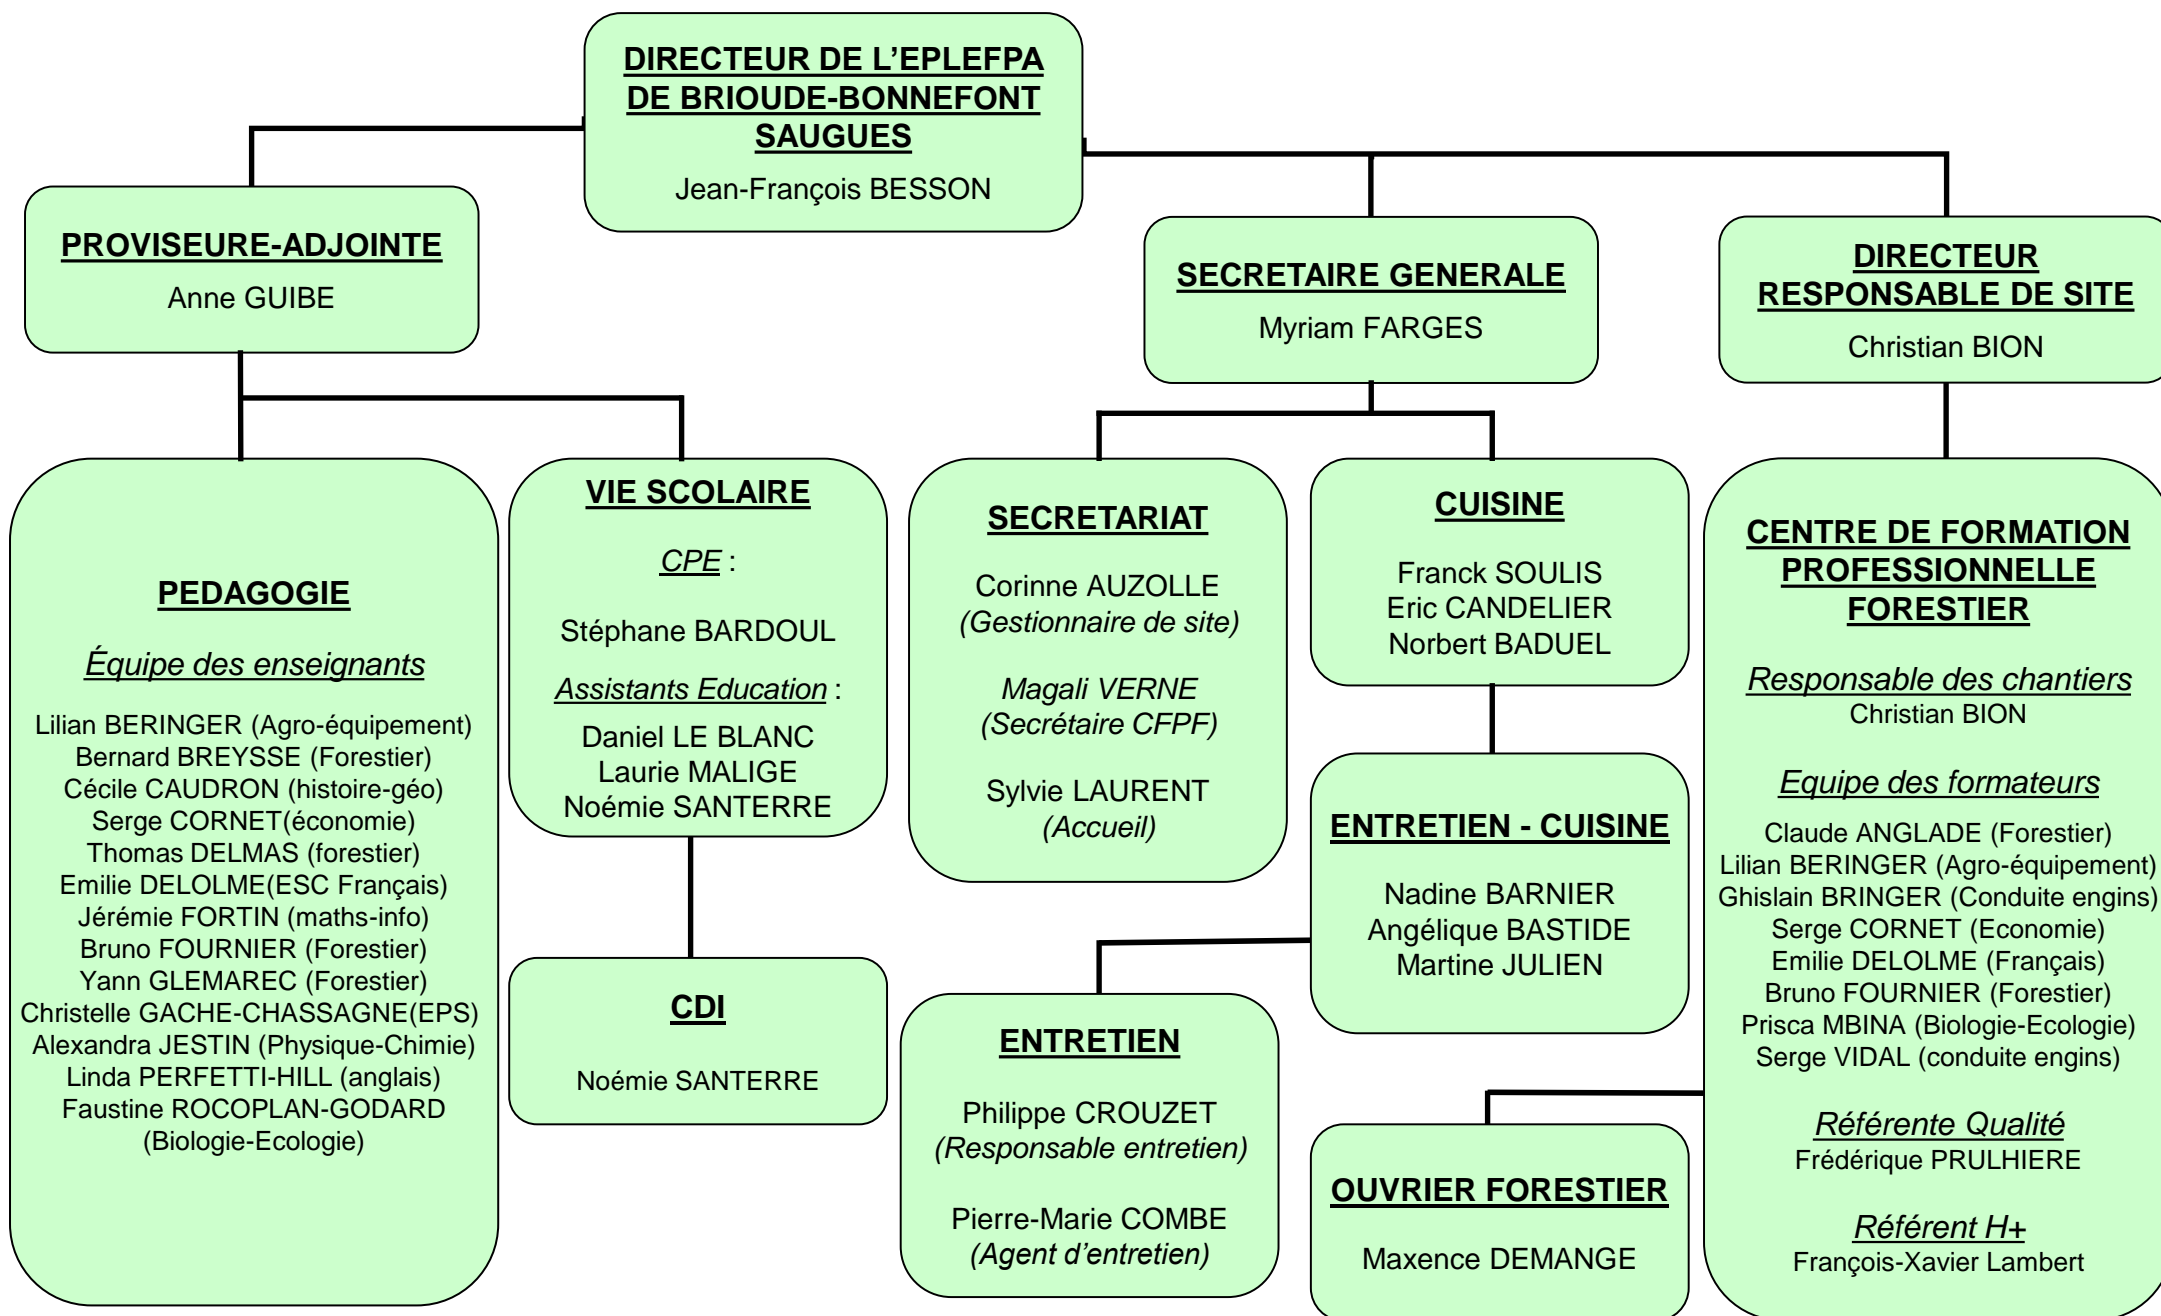 DIRECTEUR DE L'EPLEFPA
DE BRIOUDE-BONNEFONT
SAUGUES
Jean-François BESSON
PROVISEURE-ADJOINTE
Anne GUIBE
SECRETAIRE GENERALE
Myriam FARGES
DIRECTEUR
RESPONSABLE DE SITE
Christian BION
PEDAGOGIE
Équipe des enseignants
Lilian BERINGER (Agro-équipement)
Bernard BREYSSE (Forestier)
Cécile CAUDRON (histoire-géo)
Serge CORNET(économie)
Thomas DELMAS (forestier)
Emilie DELOLME(ESC Français)
Jérémie FORTIN (maths-info)
Bruno FOURNIER (Forestier)
Yann GLEMAREC (Forestier)
Christelle GACHE-CHASSAGNE(EPS)
Alexandra JESTIN (Physique-Chimie)
Linda PERFETTI-HILL (anglais)
Faustine ROCOPLAN-GODARD
(Biologie-Ecologie)
VIE SCOLAIRE
CPE :
Stéphane BARDOUL
Assistants Education :
Daniel LE BLANC
Laurie MALIGE
Noémie SANTERRE
CDI
Noémie SANTERRE
SECRETARIAT
Corinne AUZOLLE
(Gestionnaire de site)
Magali VERNE
(Secrétaire CFPF)
Sylvie LAURENT
(Accueil)
CUISINE
Franck SOULIS
Eric CANDELIER
Norbert BADUEL
ENTRETIEN - CUISINE
Nadine BARNIER
Angélique BASTIDE
Martine JULIEN
ENTRETIEN
Philippe CROUZET
(Responsable entretien)
Pierre-Marie COMBE
(Agent d'entretien)
CENTRE DE FORMATION
PROFESSIONNELLE
FORESTIER
Responsable des chantiers
Christian BION
Equipe des formateurs
Claude ANGLADE (Forestier)
Lilian BERINGER (Agro-équipement)
Ghislain BRINGER (Conduite engins)
Serge CORNET (Economie)
Emilie DELOLME (Français)
Bruno FOURNIER (Forestier)
Prisca MBINA (Biologie-Ecologie)
Serge VIDAL (conduite engins)
Référente Qualité
Frédérique PRULHIERE
Référent H+
François-Xavier Lambert
OUVRIER FORESTIER
Maxence DEMANGE